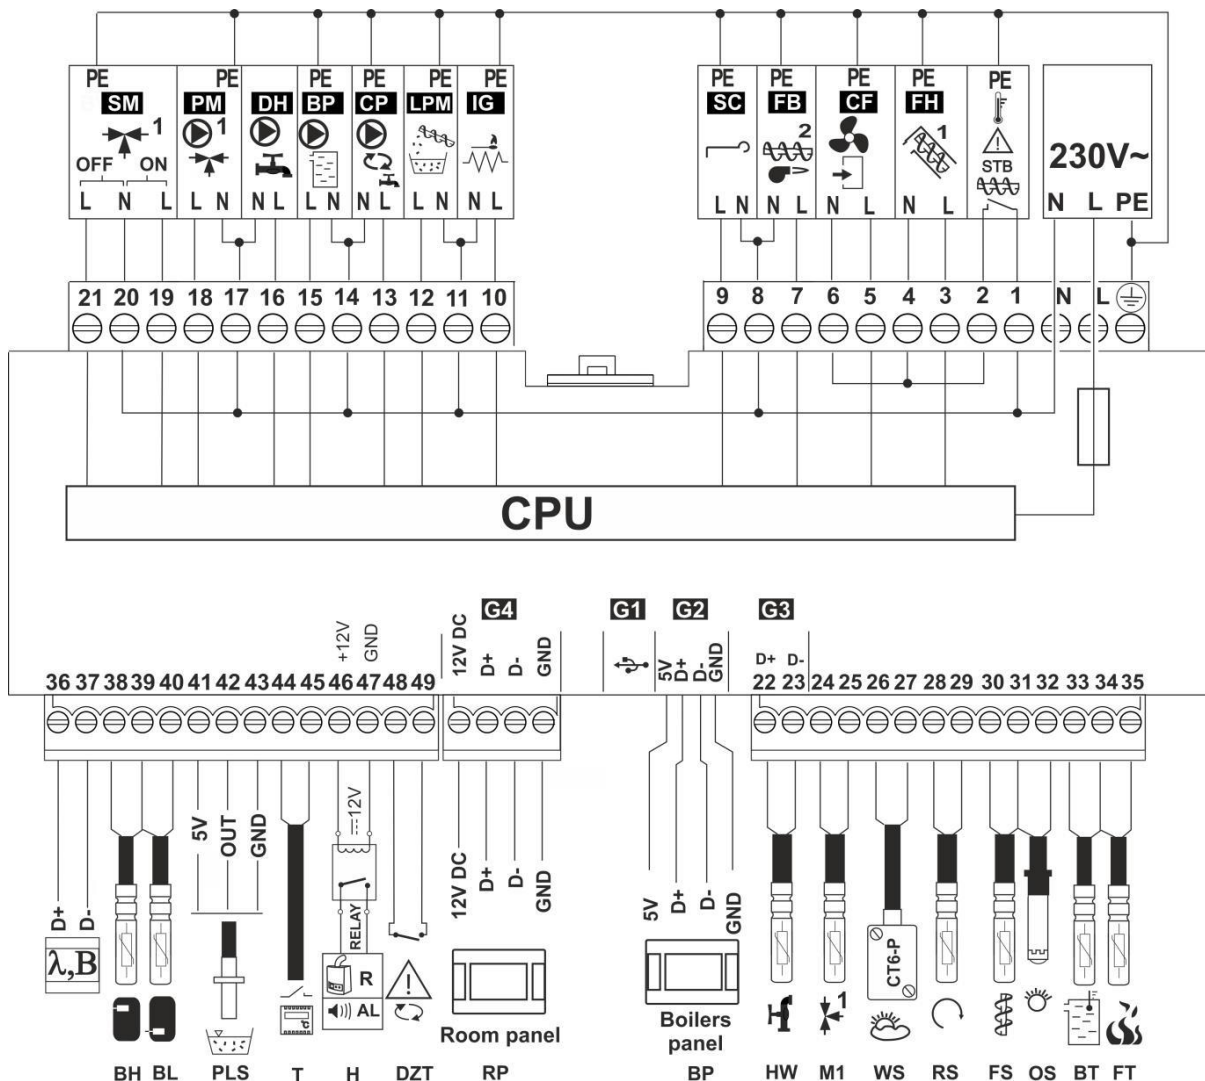 PE PE PE PE PE PE PE PE PE PE PE
SM PM DH BP CP LPM IG SC FB CF FH
1 1 2 1
OFF ON STB 230V~
L N L L N N L L N N L L N N L L N N L N L N L N L PE
21 20 19 18 17 16 15 14 13 12 11 10 9 8 7 6 5 4 3 2 1 N L
CPU
G4 G1 G2 G3
+12V GND 12V DC D+ D- GND 5V D+ D- GND D+ D-
36 37 38 39 40 41 42 43 44 45 46 47 48 49 22 23 24 25 26 27 28 29 30 31 32 33 34 35
12V
5V OUT GND
D+ D- RELAY 12V DC D+ D- GND 5V D+ D- GND
λ,B
CT6-P
R
AL
°C
Room panel
Boilers
panel
1
BH BL PLS T H DZT RP BP HW M1 WS RS FS OS BT FT